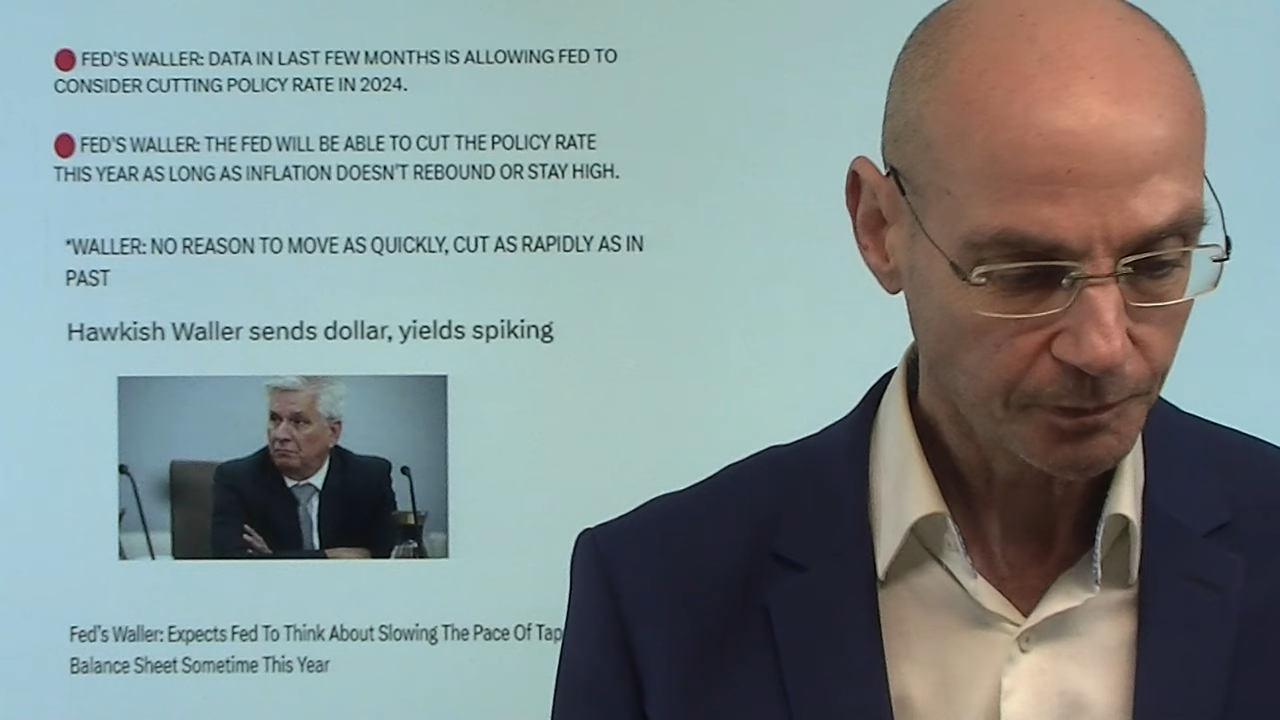 FED'S WALLER: DATA IN LAST FEW MONTHS IS ALLOWING FED TO
CONSIDER CUTTING POLICY RATE IN 2024.
FED'S WALLER: THE FED WILL BE ABLE TO CUT THE POLICY RATE
THIS YEAR AS LONG AS INFLATION DOESN'T REBOUND OR STAY HIGH.
*WALLER: NO REASON TO MOVE AS QUICKLY, CUT AS RAPIDLY AS IN
PAST
Hawkish Waller sends dollar, yields spiking
Fed's Waller: Expects Fed To Think About Slowing The Pace Of Tap
Balance Sheet Sometime This Year